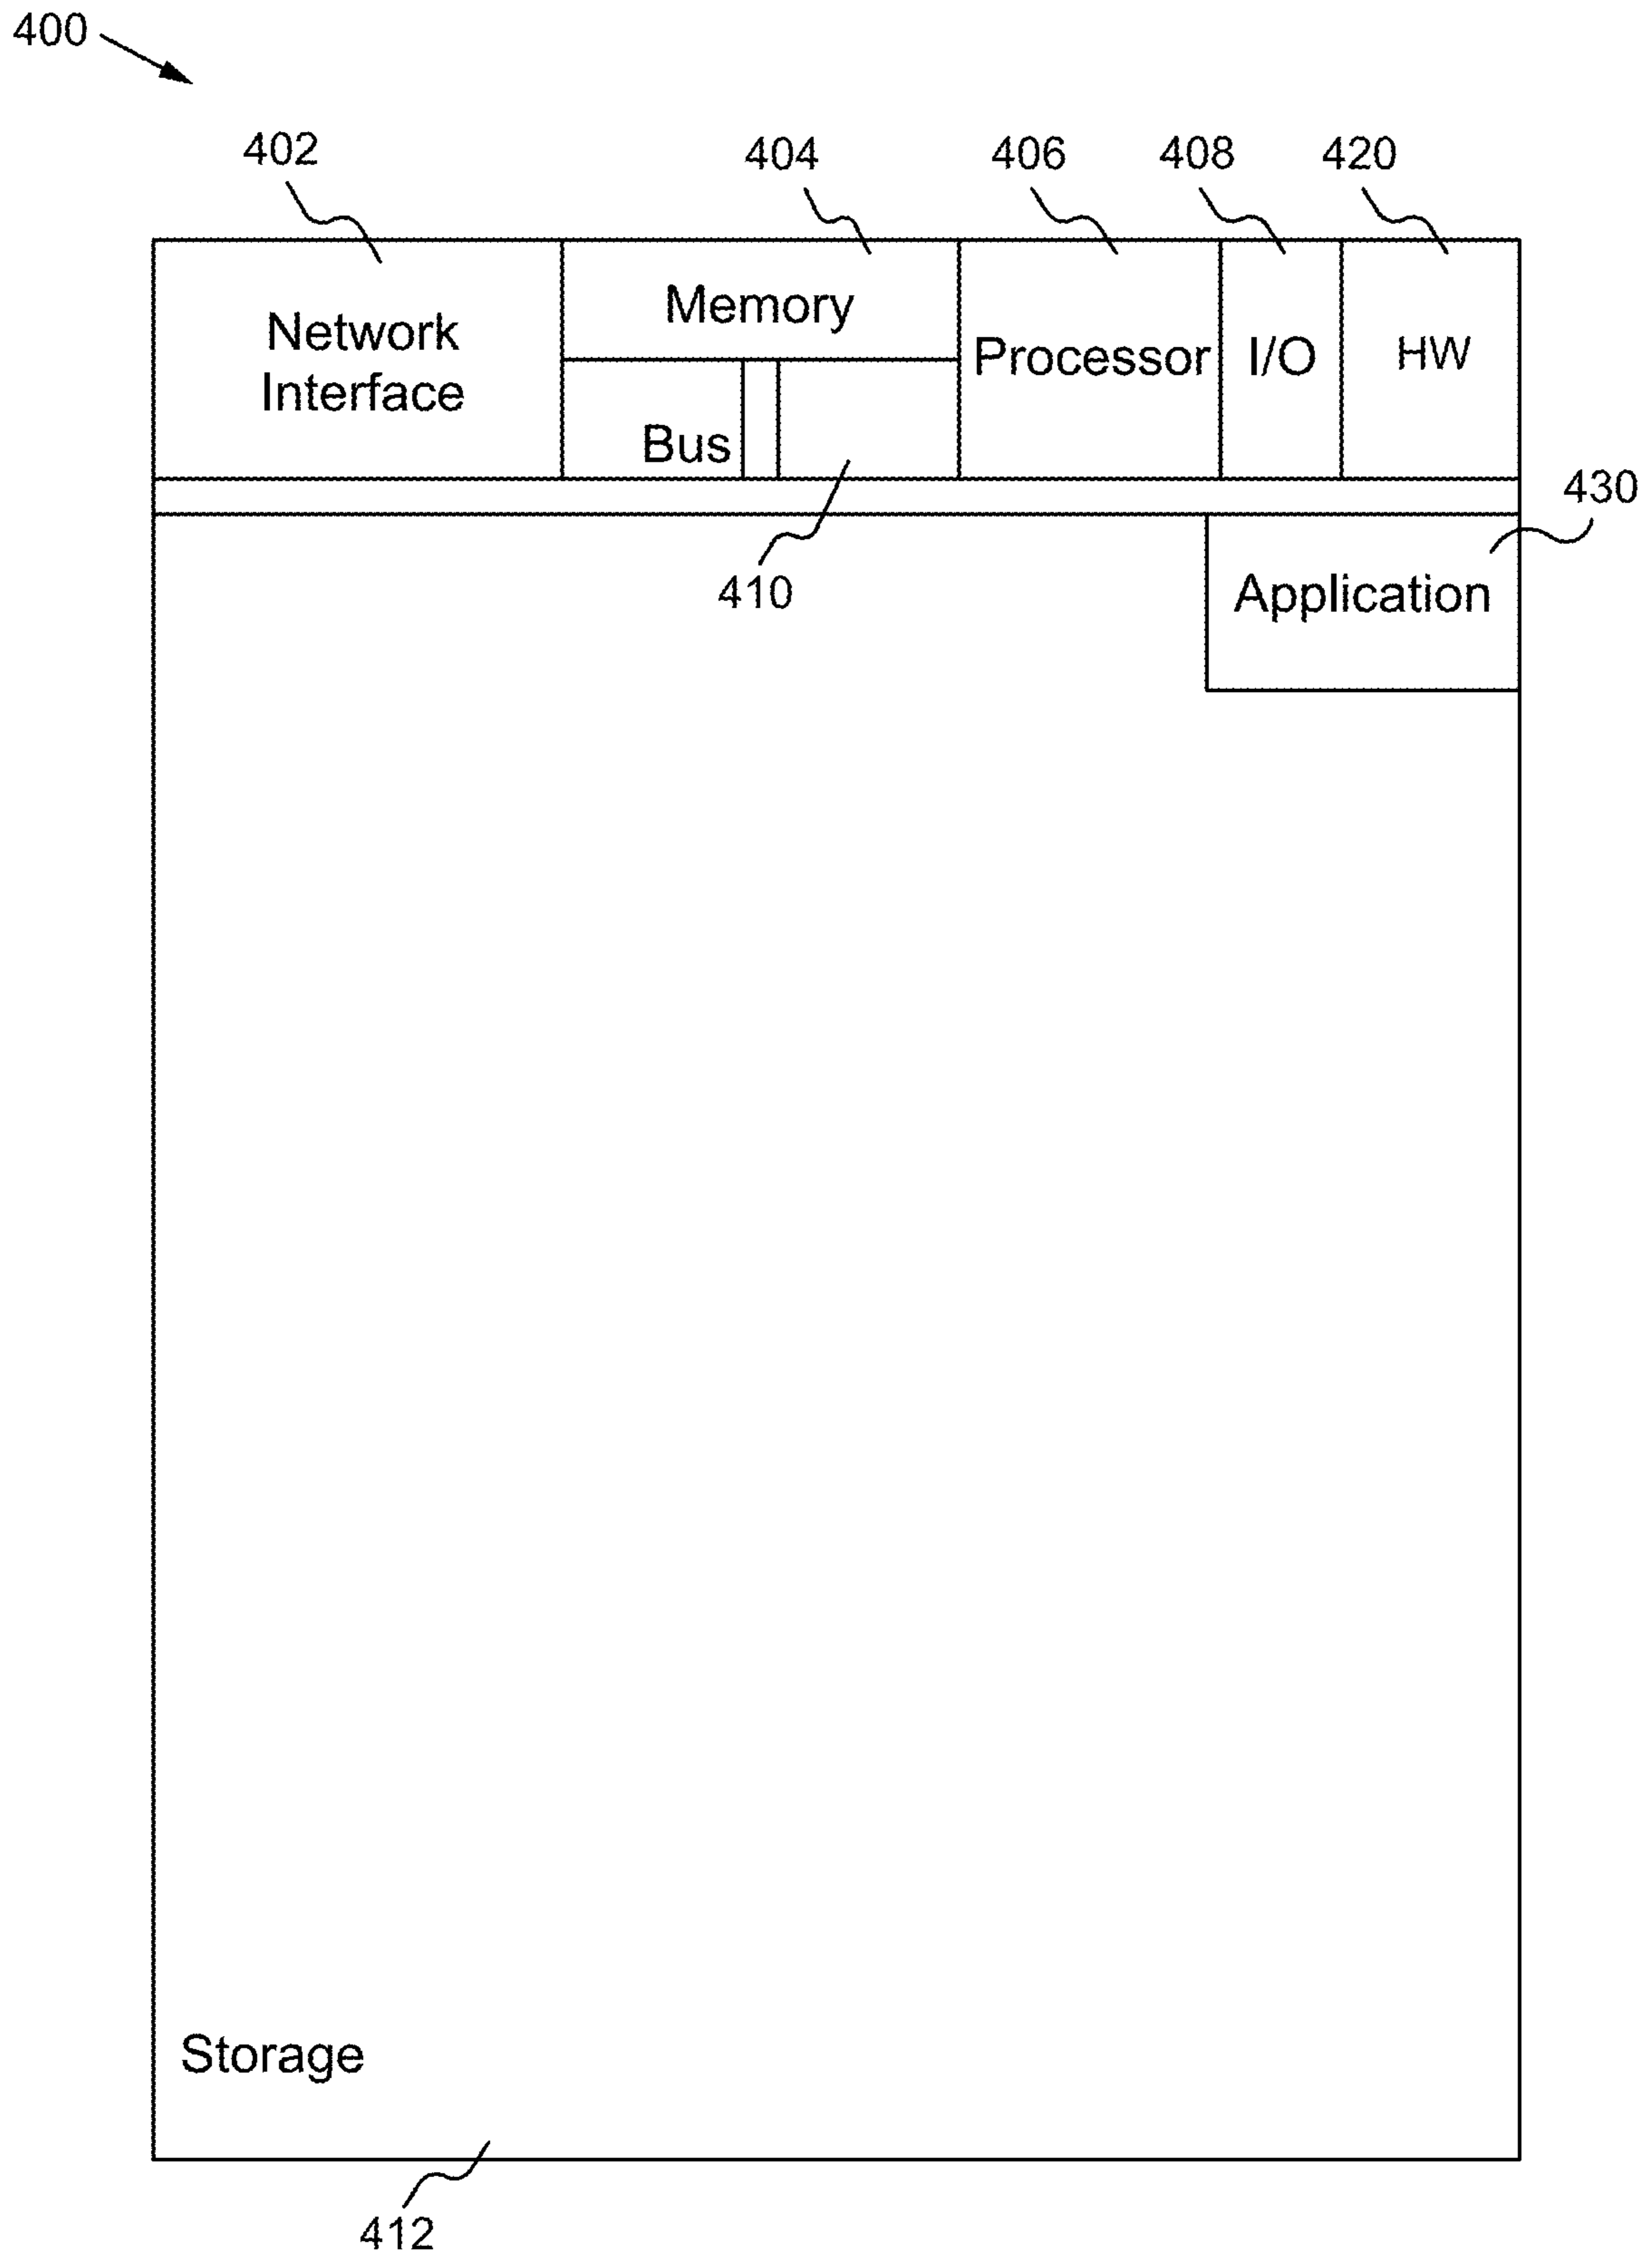 400
402
404
406
408
420
Network
Interface
Memory
Processor
I/O
HW
Bus
430
410
Application
Storage
412